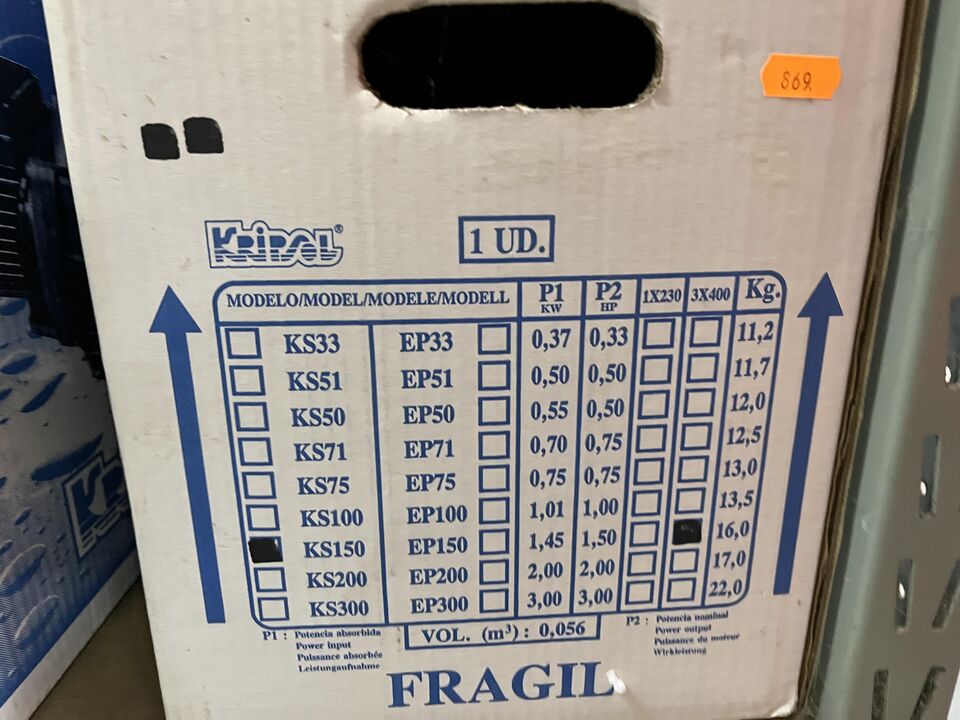 869
KRIPSOL®
1 UD.
MODELO/MODEL/MODELE/MODELL P1 KW P2 HP 1X230 3X400 Kg.
KS33 EP33 0,37 0,33 11,2
KS51 EP51 0,50 0,50 11,7
KS50 EP50 0,55 0,50 12,0
KS71 EP71 0,70 0,75 12,5
KS75 EP75 0,75 0,75 13,0
KS100 EP100 1,01 1,00 13,5
KS150 EP150 1,45 1,50 16,0
KS200 EP200 2,00 2,00 17,0
KS300 EP300 3,00 3,00 22,0
P1 : Potencia absorbida
Power input
Puissance absorbée
Leistungaufnahme
VOL. (m³) : 0,056
P2 : Potencia nominal
Power output
Puissance du moteur
Wirkleistung
FRAGIL